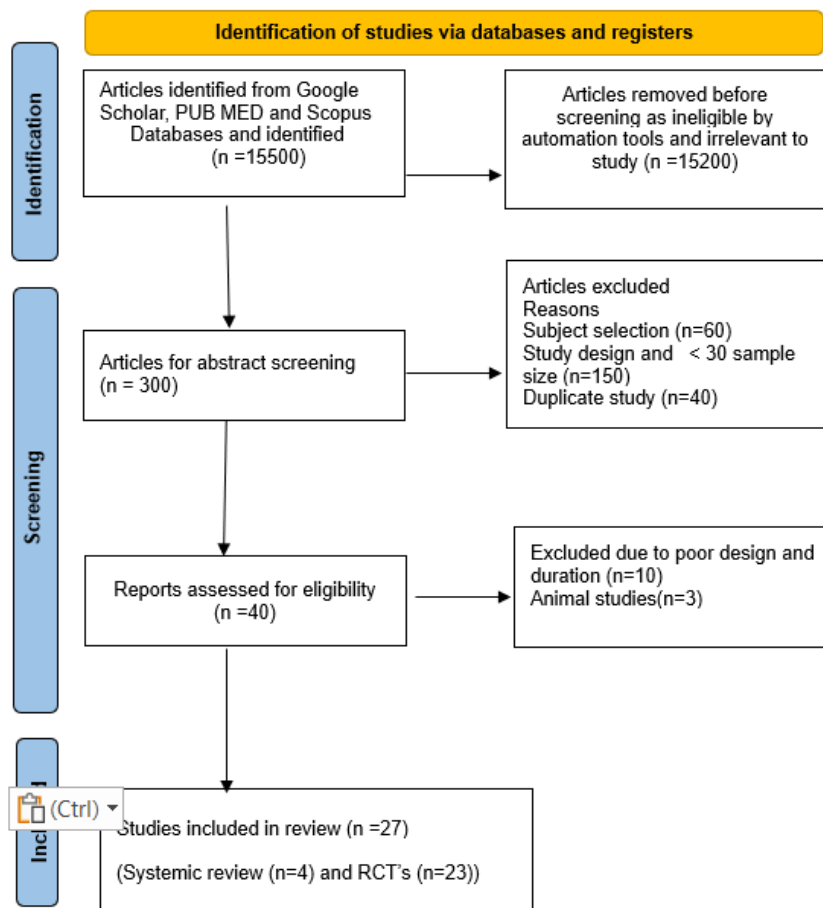 Identification of studies via databases and registers
Identification
Articles identified from Google
Scholar, PUB MED and Scopus
Databases and identified
(n =15500)
Articles removed before
screening as ineligible by
automation tools and irrelevant to
study (n =15200)
Screening
Articles for abstract screening
(n = 300)
Articles excluded
Reasons
Subject selection (n=60)
Study design and < 30 sample
size (n=150)
Duplicate study (n=40)
Reports assessed for eligibility
(n =40)
Excluded due to poor design and
duration (n=10)
Animal studies(n=3)
(Ctrl)
Studies included in review (n =27)
(Systemic review (n=4) and RCT's (n=23))